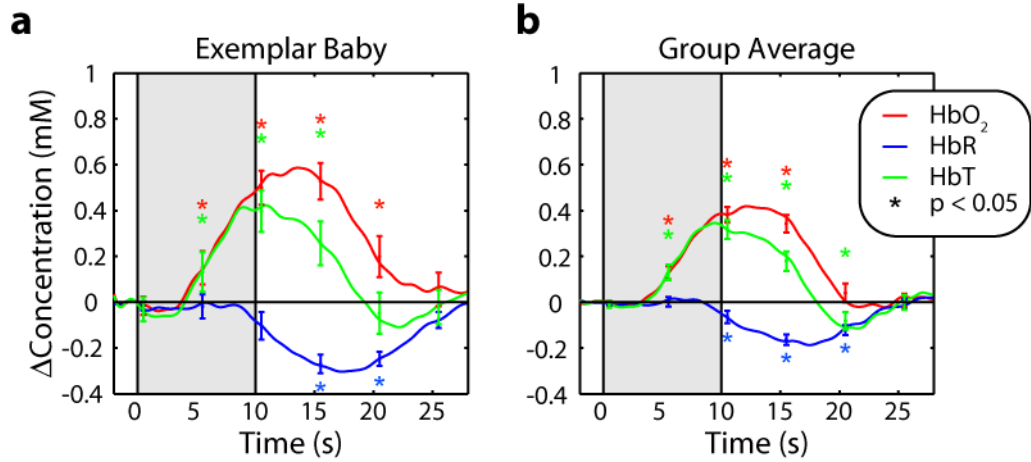 a
b
Exemplar Baby
Group Average
1
0.8
0.6
0.4
0.2
0
-0.2
-0.4
ΔConcentration (mM)
0 5 10 15 20 25
Time (s)
1
0.8
0.6
0.4
0.2
0
-0.2
-0.4
0 5 10 15 20 25
Time (s)
HbO₂
HbR
HbT
* p < 0.05